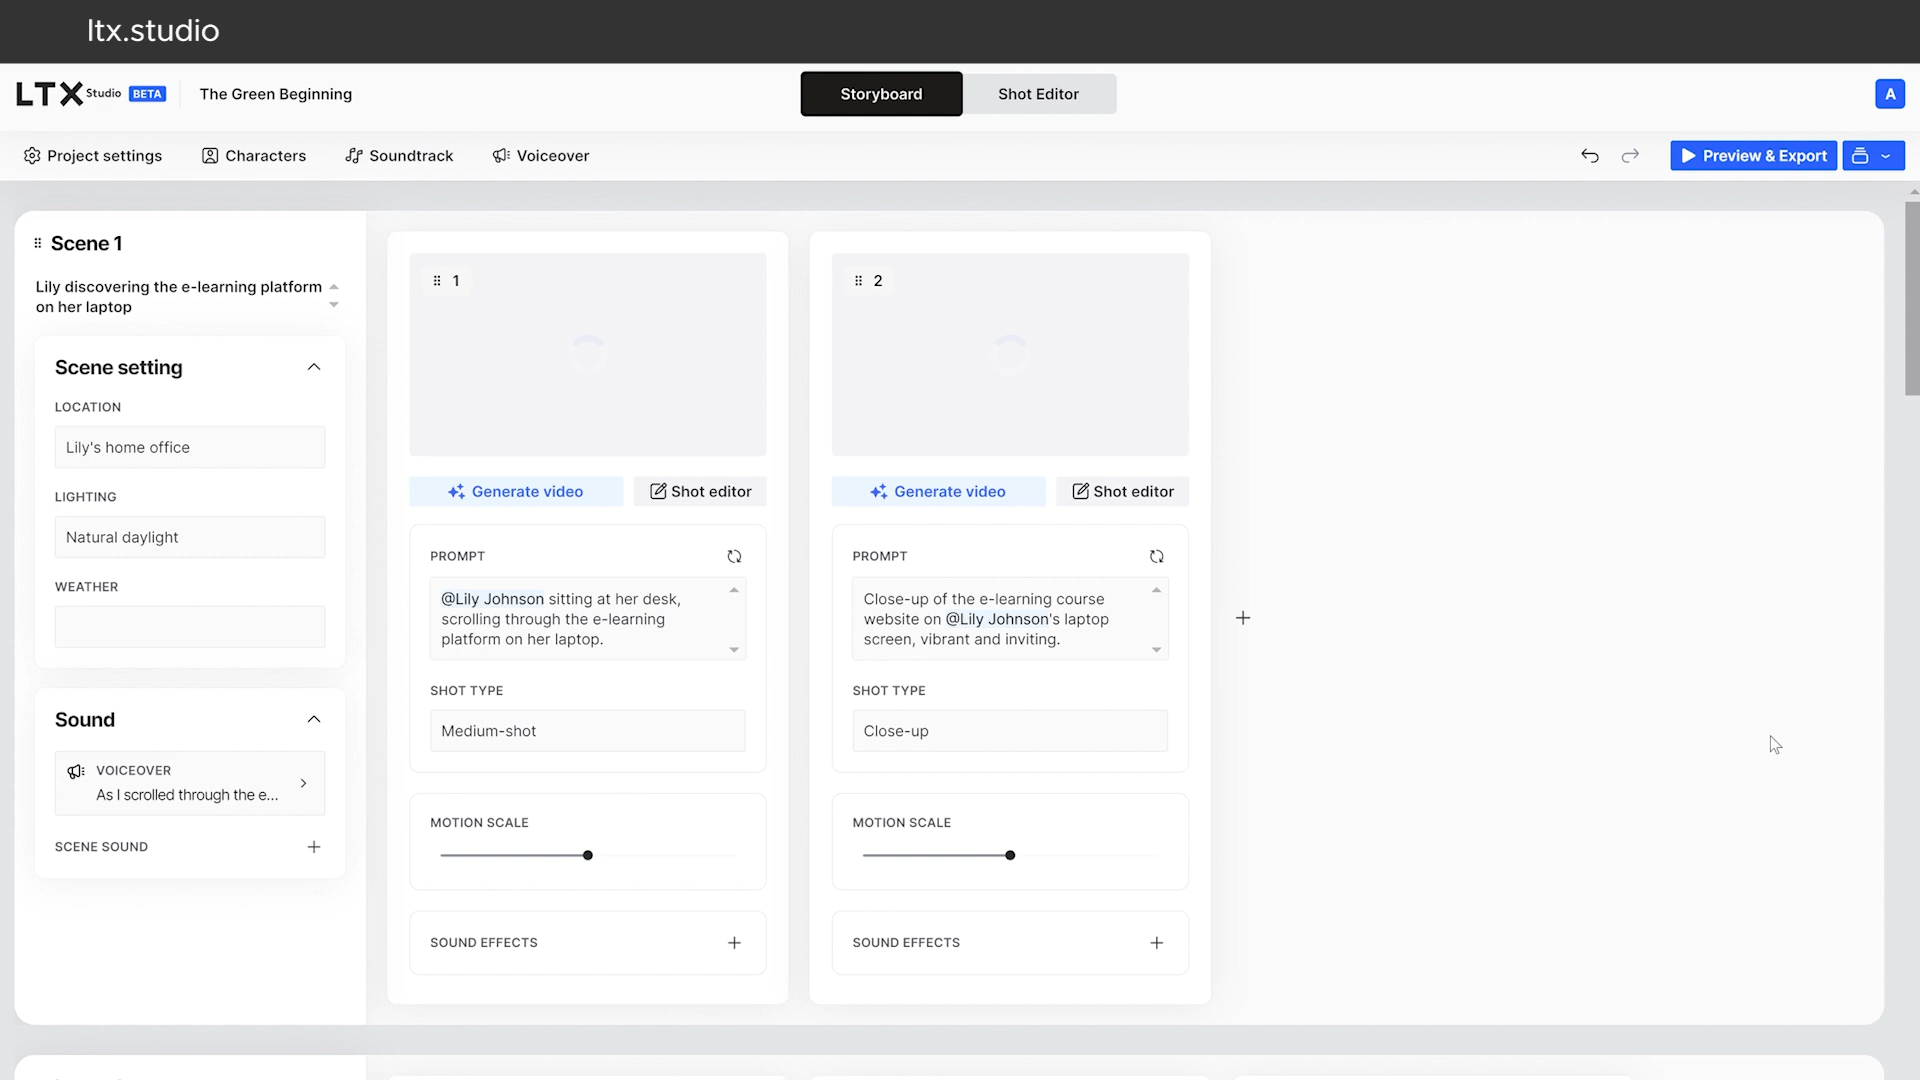 ltx.studio
LTX Studio BETA
The Green Beginning
Storyboard
Shot Editor
A
Project settings
Characters
Soundtrack
Voiceover
Preview & Export
Scene 1
Lily discovering the e-learning platform
on her laptop
Scene setting
LOCATION
Lily's home office
LIGHTING
Natural daylight
WEATHER
Sound
VOICEOVER
As I scrolled through the e...
SCENE SOUND
1
Generate video
Shot editor
PROMPT
@Lily Johnson sitting at her desk,
scrolling through the e-learning
platform on her laptop.
SHOT TYPE
Medium-shot
MOTION SCALE
SOUND EFFECTS
2
Generate video
Shot editor
PROMPT
Close-up of the e-learning course
website on @Lily Johnson's laptop
screen, vibrant and inviting.
SHOT TYPE
Close-up
MOTION SCALE
SOUND EFFECTS